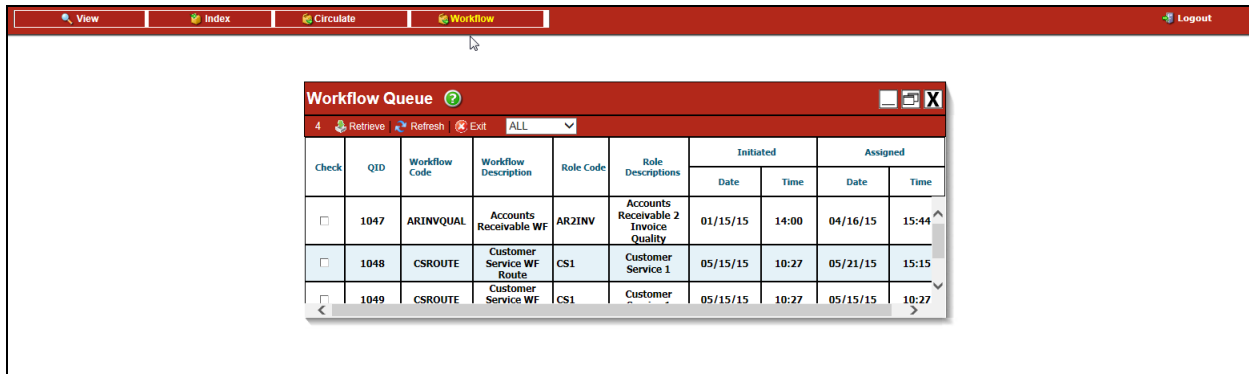 View Index Circulate Workflow Logout
Workflow Queue ? X
4 Retrieve Refresh Exit ALL
Check QID Workflow Code Workflow Description Role Code Role Descriptions Initiated Assigned
Date Time Date Time
1047 ARINVQUAL Accounts Receivable WF AR2INV Accounts Receivable 2 Invoice Quality 01/15/15 14:00 04/16/15 15:44
1048 CSROUTE Customer Service WF Route CS1 Customer Service 1 05/15/15 10:27 05/21/15 15:15
1049 CSROUTE Customer Service WF CS1 Customer 05/15/15 10:27 05/15/15 10:27